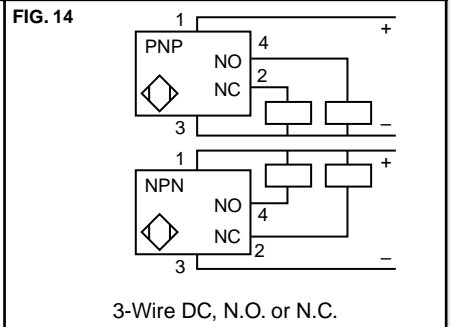 FIG. 14
1
+
PNP
4
NO
2
NC
3
–
1
+
NPN
NO
4
NC
2
3
–
3-Wire DC, N.O. or N.C.